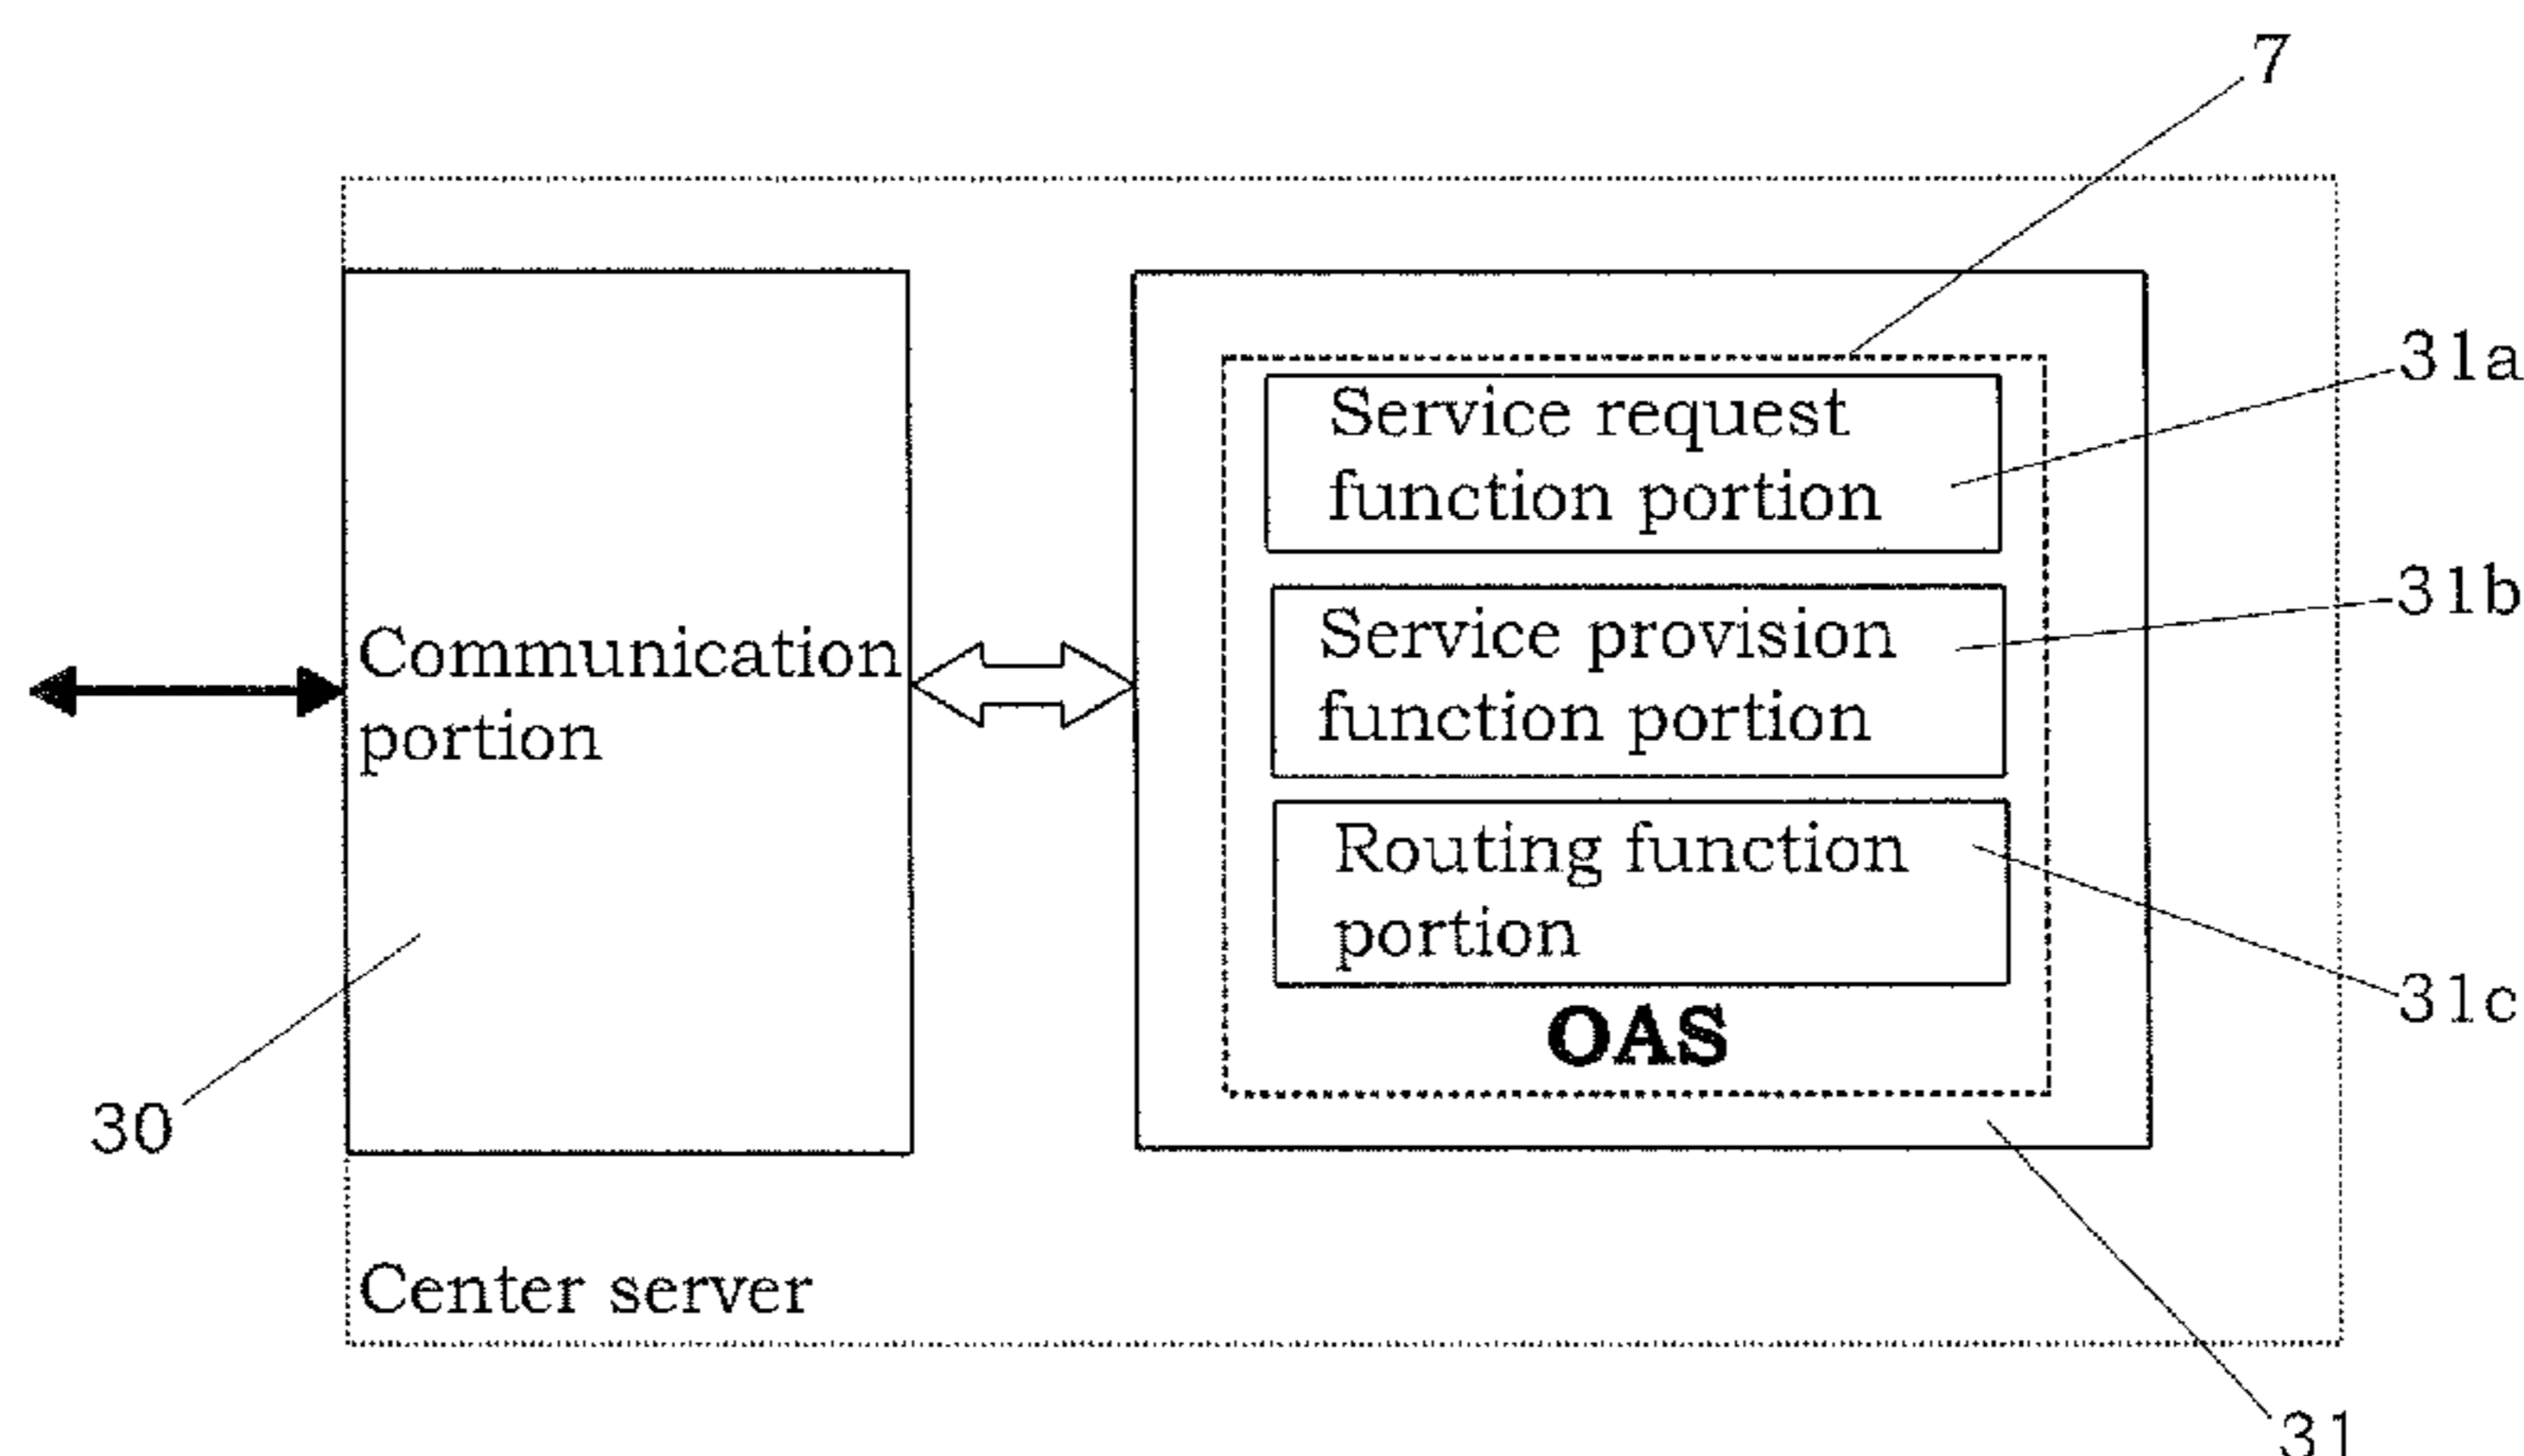 7
Service request
function portion
31a
Service provision
function portion
31b
Communication
portion
Routing function
portion
31c
OAS
30
Center server
31